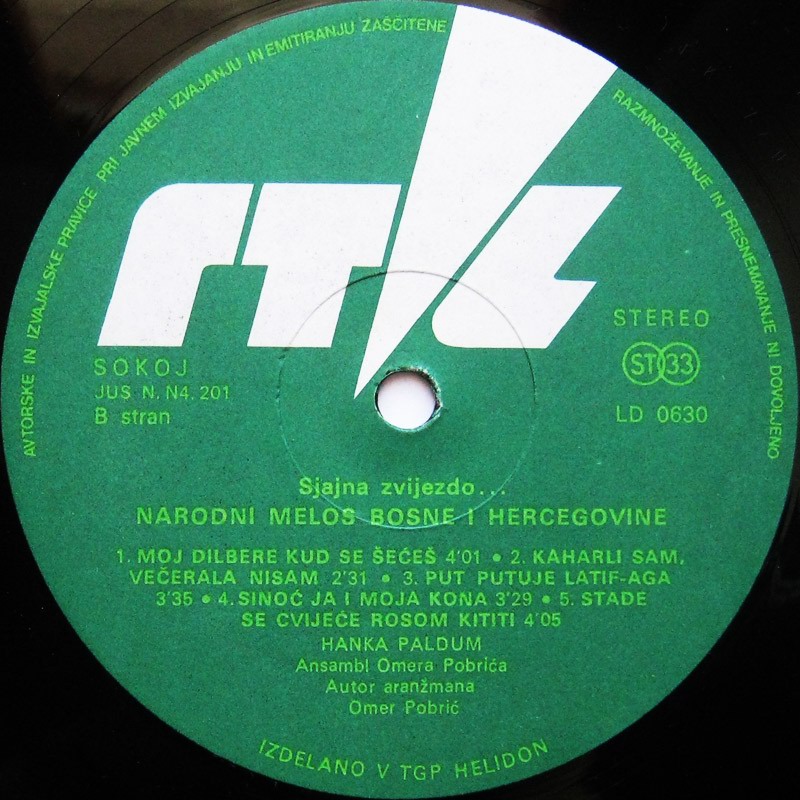 AVTORSKE IN IZVAJALSKE PRAVICE PRI JAVNEM IZVAJANJU IN EMITIRANJU ZAŠČITENE
RAZMNOŽEVANJE IN PRESNEMAVANJE NI DOVOLJENO
rtl
SOKOJ
JUS N. N4. 201
B stran
STEREO
ST 33
LD 0630
Sjajna zvijezdo...
NARODNI MELOS BOSNE I HERCEGOVINE
1. MOJ DILBERE KUD SE ŠEĆEŠ 4'01 • 2. KAHARLI SAM,
VEČERALA NISAM 2'31 • 3. PUT PUTUJE LATIF-AGA
3'35 • 4. SINOĆ JA I MOJA KONA 3'29 • 5. STADE
SE CVIJEĆE ROSOM KITITI 4'05
HANKA PALDUM
Ansambl Omera Pobrića
Autor aranžmana
Omer Pobrić
IZDELANO V TGP HELIDON